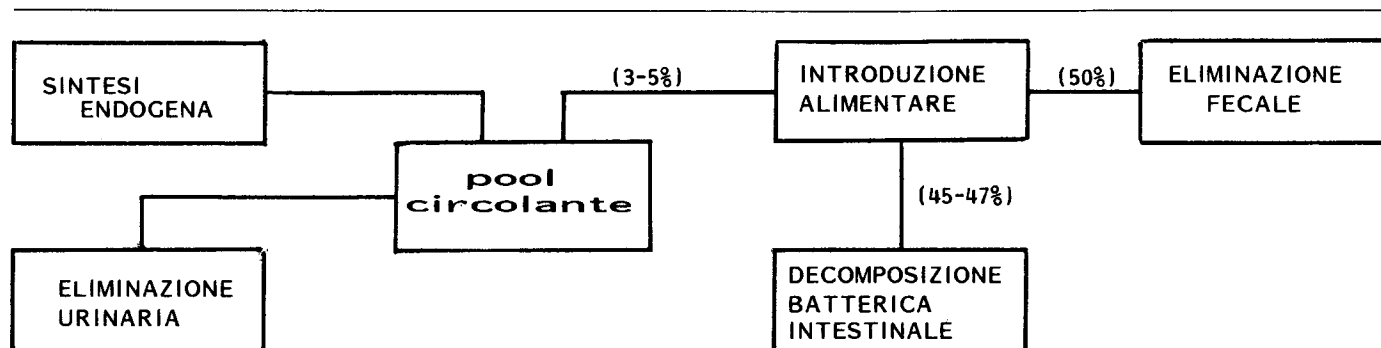 SINTESI
ENDOGENA
(3-5%)
INTRODUZIONE
ALIMENTARE
(50%)
ELIMINAZIONE
FECALE
pool
circolante
(45-47%)
ELIMINAZIONE
URINARIA
DECOMPOSIZIONE
BATTERICA
INTESTINALE